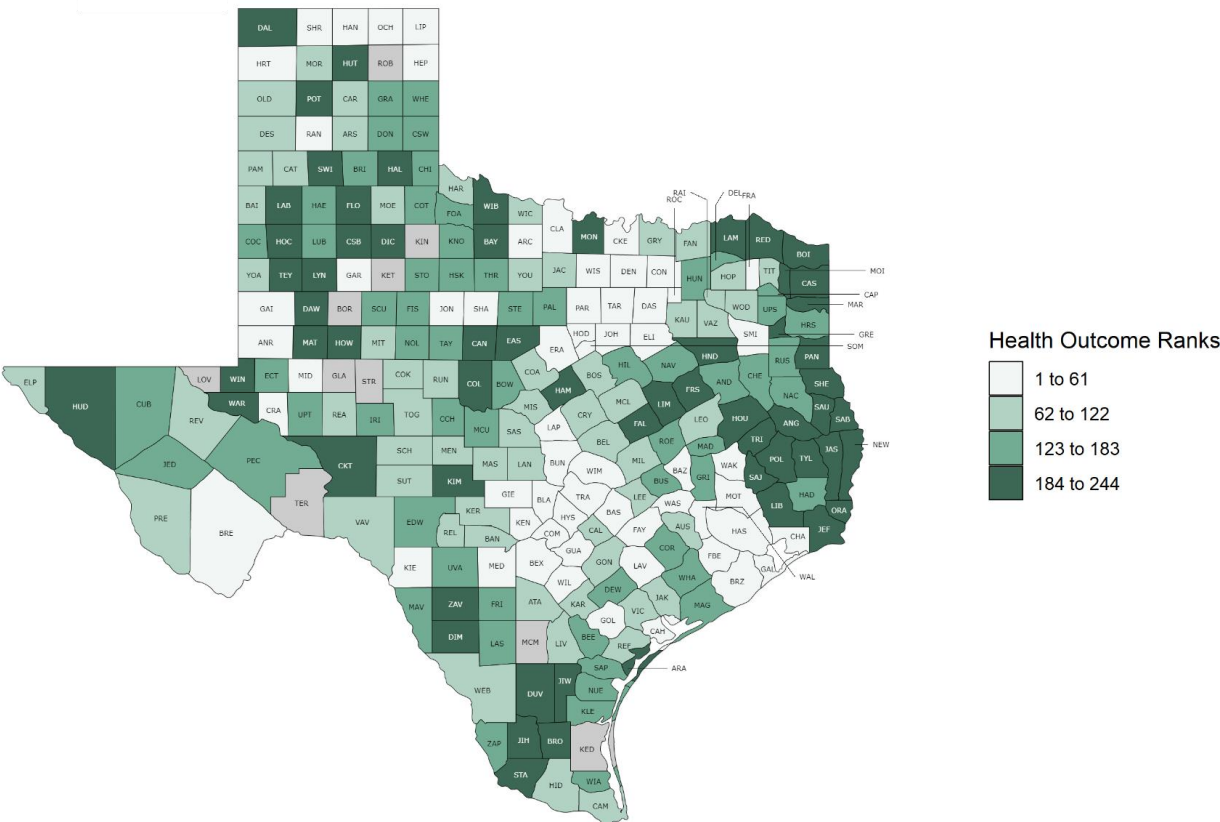 DAL SHR HAN OCH LIP
HRT MOR HUT ROB HEP
OLD POT CAR GRA WHE
DES RAN ARS DON CSW
PAM CAT SWI BRI HAL CHI
HAR
RAI DEL FRA
ROC
BAI LAB HAE FLO MOE COT FOA WIB WIC
CLA MON CKE GRY FAN LAM RED BOI
COC HOC LUB CSB DIC KIN KNO BAY ARC
YOA TEY LYN GAR KET STO HSK THR YOU JAC WIS DEN CON HUN HOP TIT MOI
CAS
CAP
GAI DAW BOR SCU FIS JON SHA STE PAL PAR TAR DAS KAU VAZ WOD UPS MAR
HRS
ANR MAT HOW MIT NOL TAY CAN EAS ERA HOD JOH ELI SMI GRE
SOM
ELP HUD CUB REV LOV WIN ECT MID GLA STR COK RUN COL BOW COA HAM BOS HIL NAV HND RUS PAN
WAR CRA UPT REA IRI TOG CCH MCU MIS MCL LIM FRS AND CHE NAC SHE
JED PEC CKT SCH MEN SAS LAP CRY FAL LEO HOU ANG SAU SAB
BEL ROE MAD TRI NEW
PRE BRE TER SUT KIM MAS LAN BUN WIM MIL BUS BAZ GRI WAK SAJ POL TYL JAS
VAV EDW KER GIE BLA TRA LEE WAS MOT LIB HAD ORA
REL BAN KEN HYS BAS FAY AUS HAS CHA JEF
KIE UVA MED BEX COM GUA CAL LAV COR FBE GAL WAL
MAV ZAV FRI ATA WIL GON DEW WHA BRZ
KAR VIC JAK MAG
DIM LAS MCM LIV BEE GOL CAH
REF
WEB DUV JIW SAP ARA
NUE
KLE
ZAP JIH BRO KED
STA HID WIA
CAM
Health Outcome Ranks
1 to 61
62 to 122
123 to 183
184 to 244